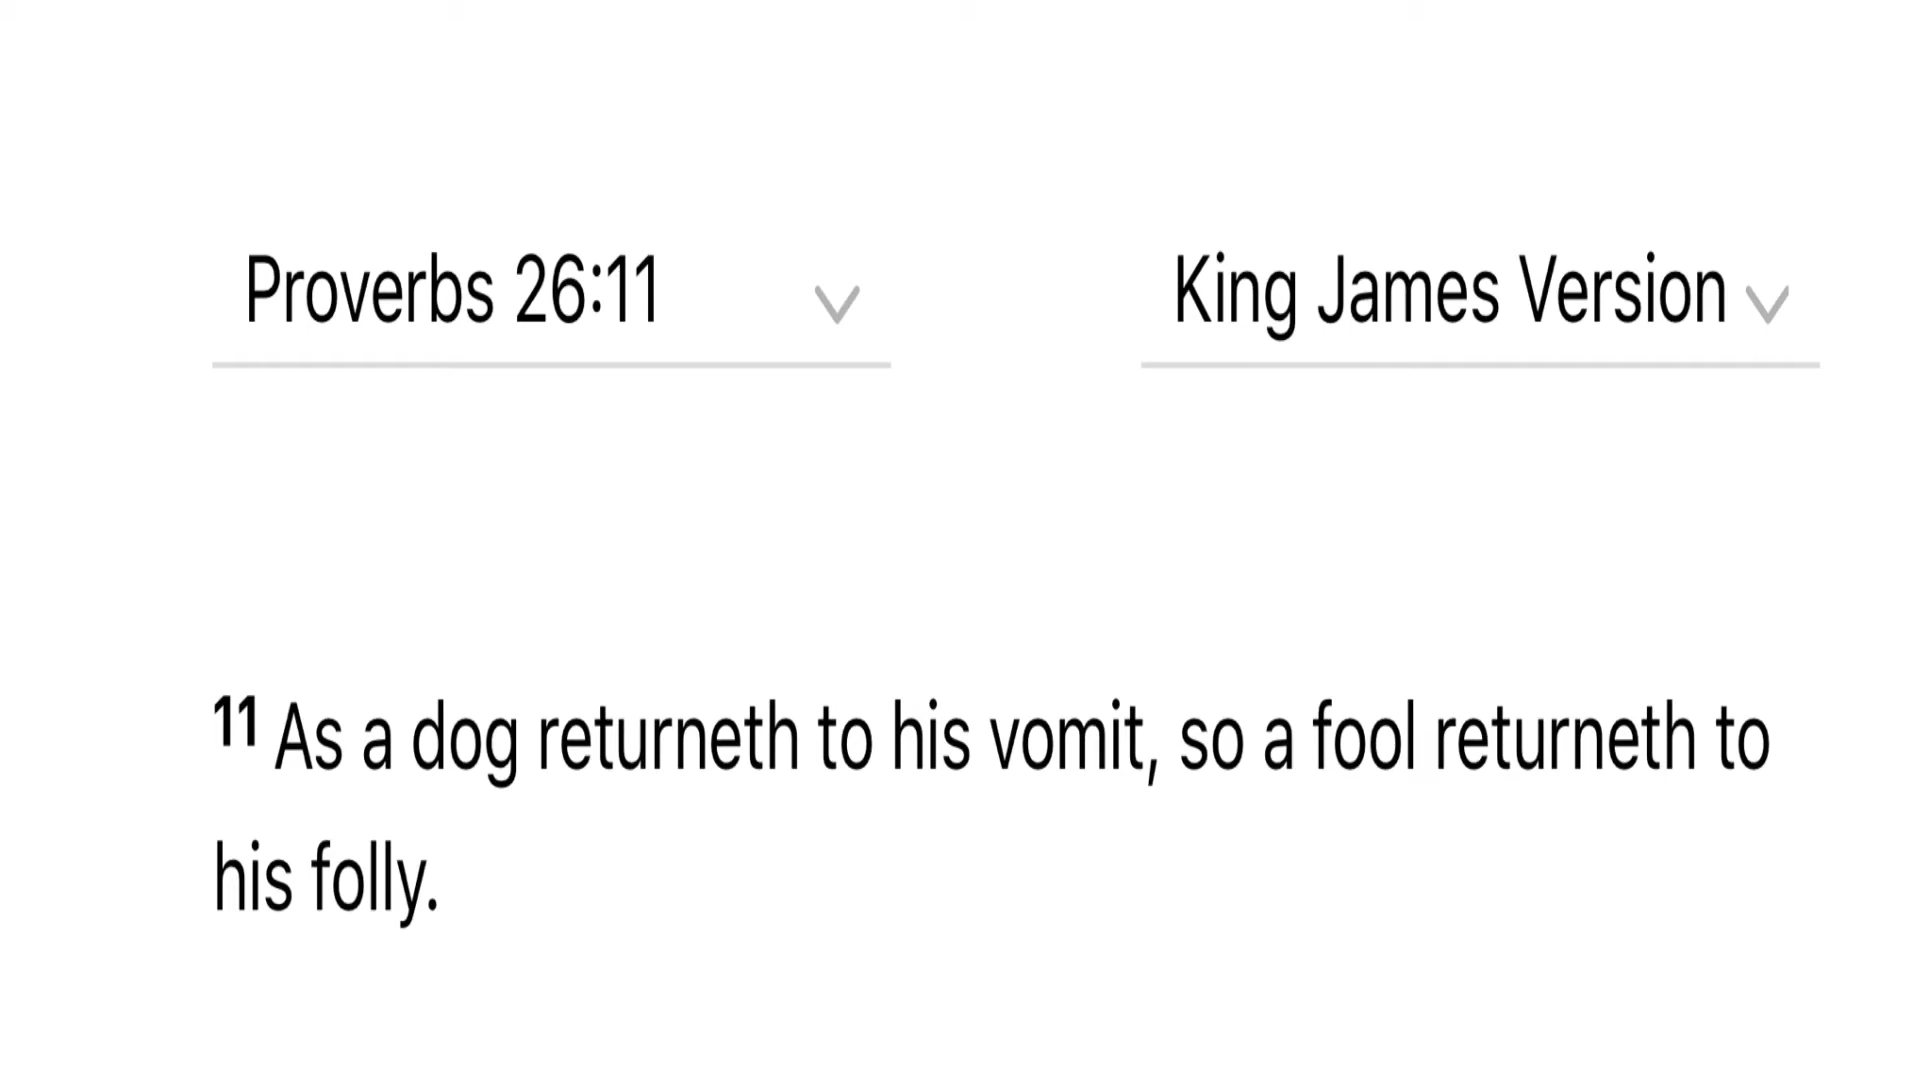 Proverbs 26:11
King James Version
11 As a dog returneth to his vomit, so a fool returneth to
his folly.